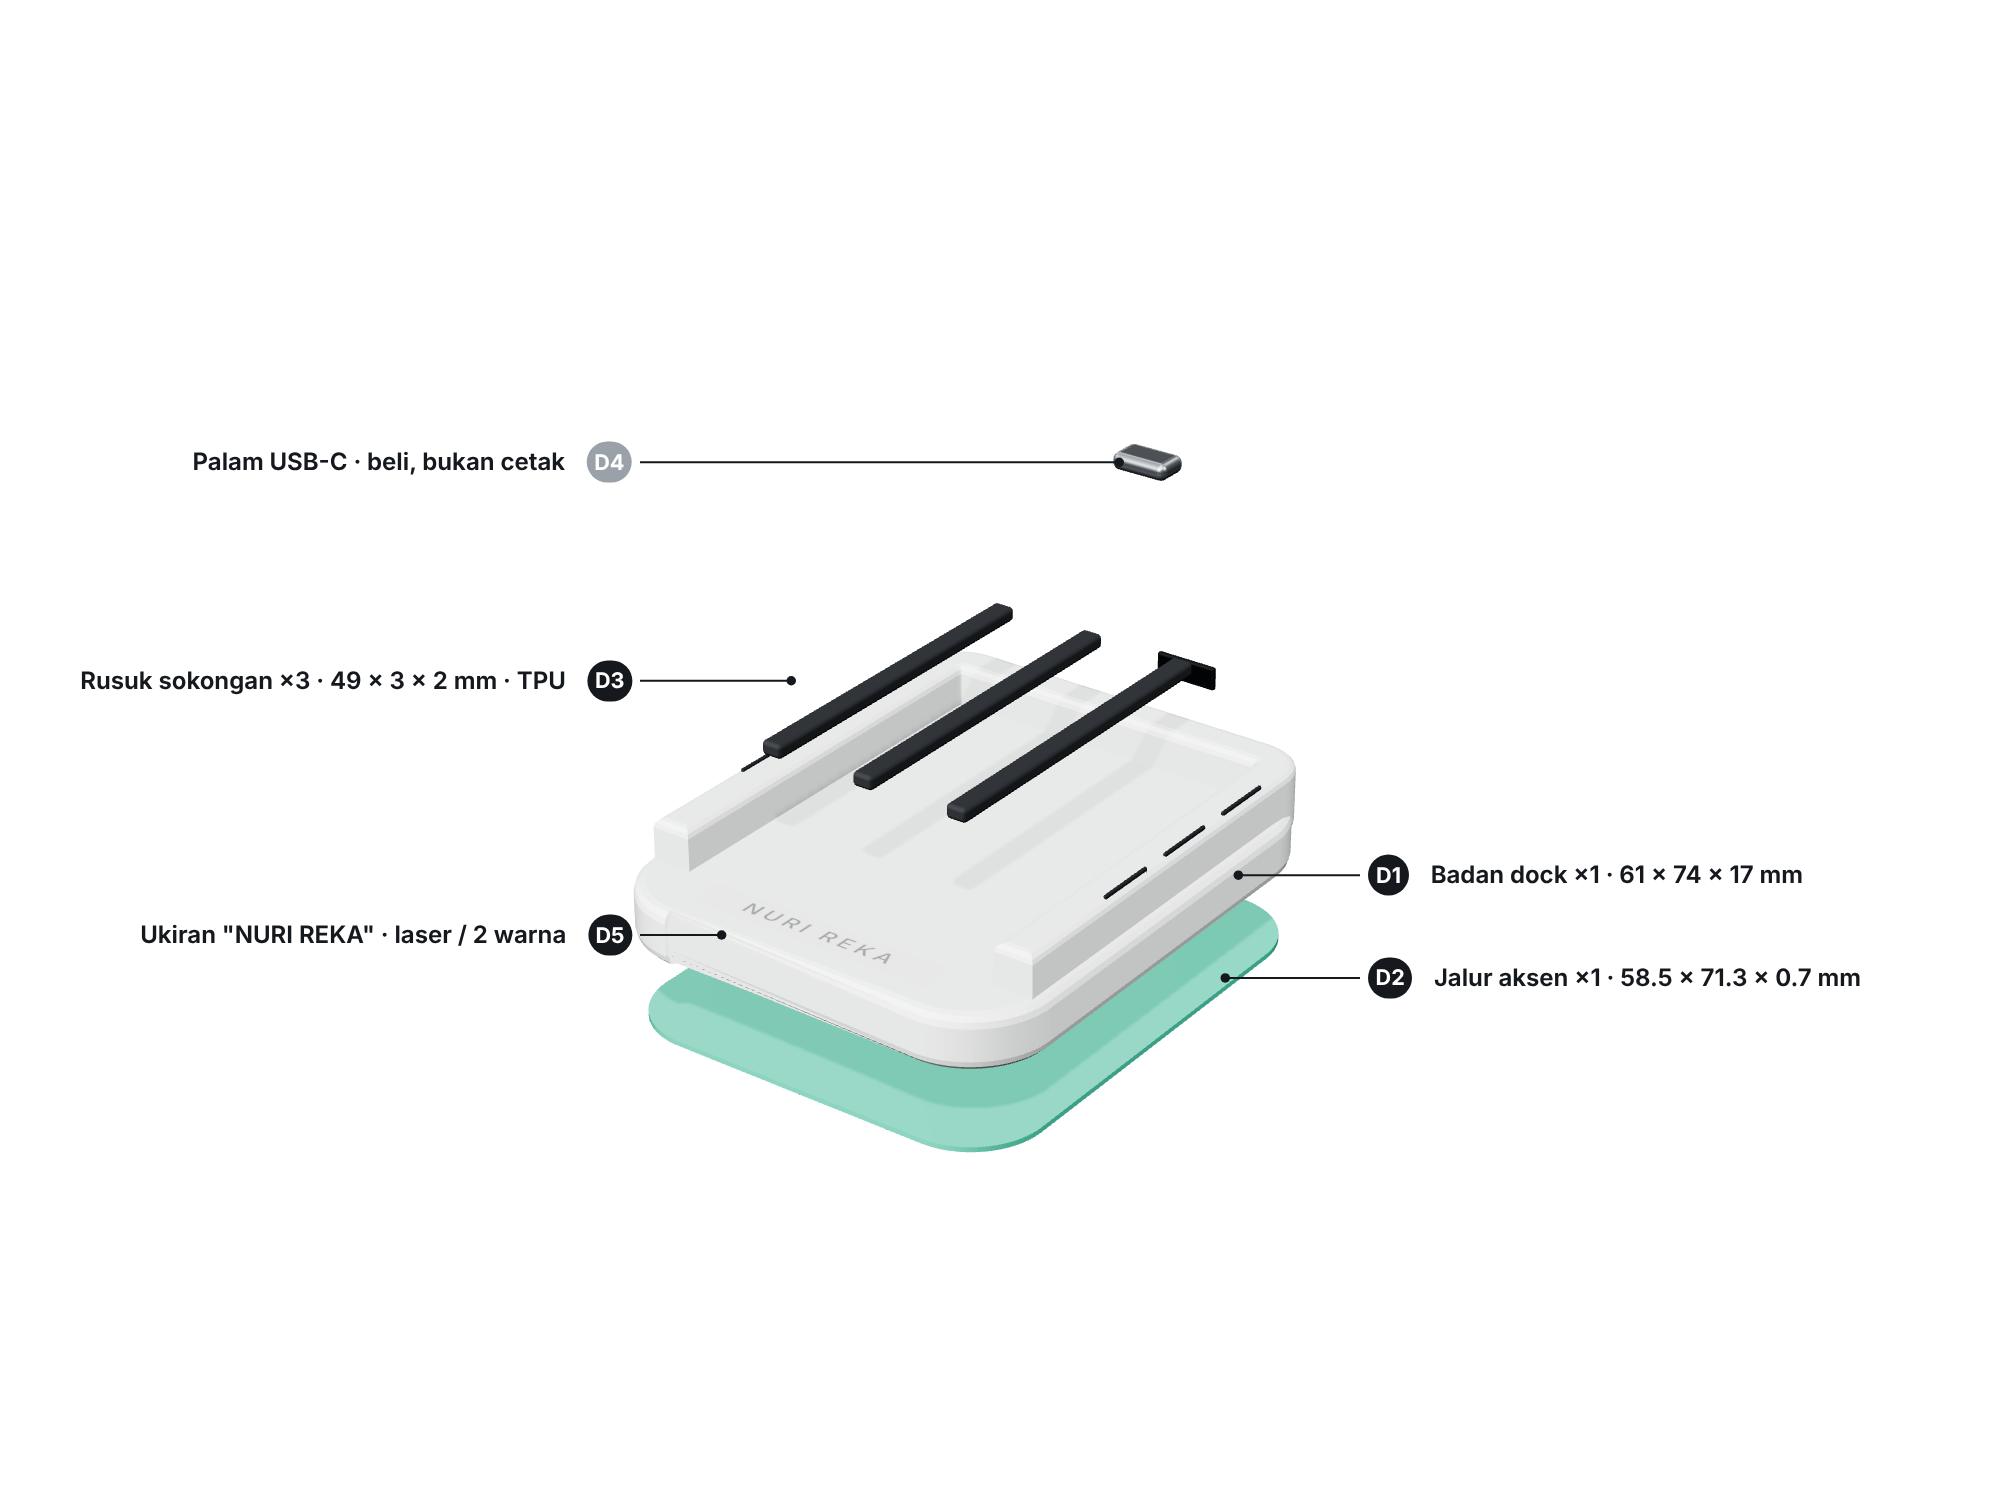 Palam USB-C · beli, bukan cetak D4
Rusuk sokongan ×3 · 49 × 3 × 2 mm · TPU D3
D1 Badan dock ×1 · 61 × 74 × 17 mm
NURI REKA
Ukiran "NURI REKA" · laser / 2 warna D5
D2 Jalur aksen ×1 · 58.5 × 71.3 × 0.7 mm